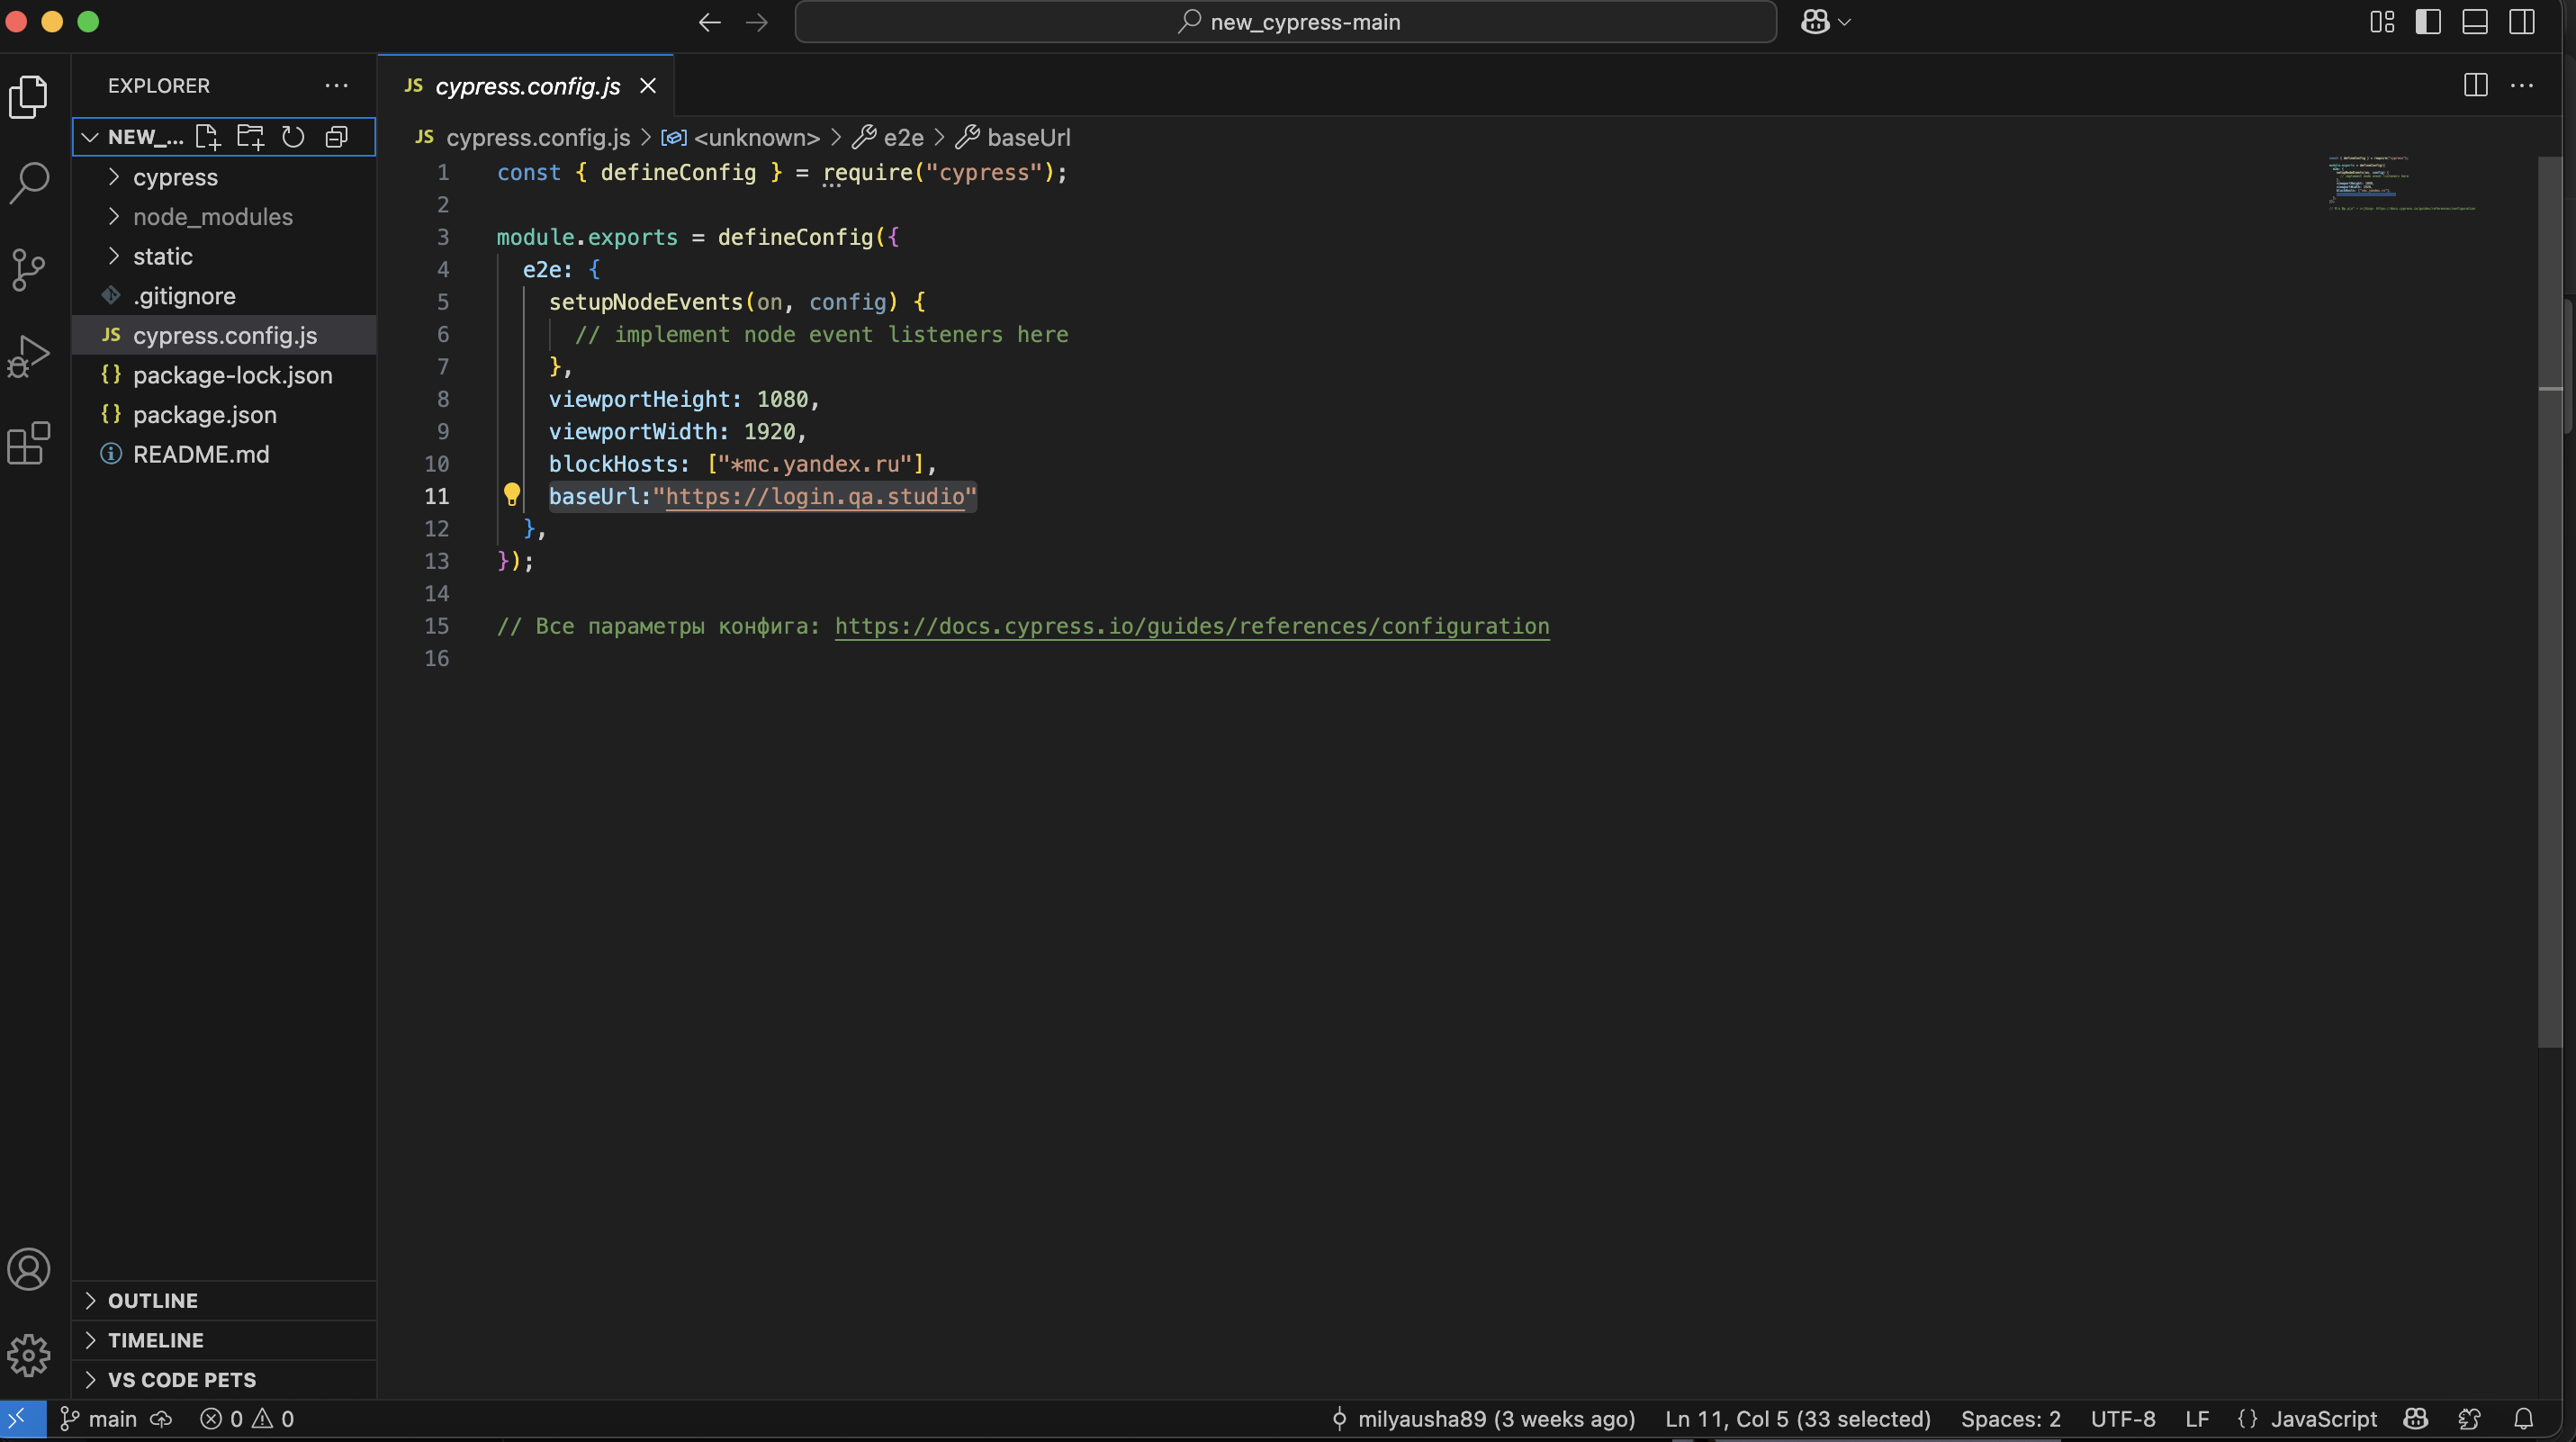 new_cypress-main
EXPLORER
JS cypress.config.js
NEW_...
cypress
node_modules
static
.gitignore
JS cypress.config.js
{} package-lock.json
{} package.json
README.md
JS cypress.config.js > <unknown> > e2e > baseUrl
1 const { defineConfig } = require("cypress");
2
3 module.exports = defineConfig({
4 e2e: {
5 setupNodeEvents(on, config) {
6 // implement node event listeners here
7 },
8 viewportHeight: 1080,
9 viewportWidth: 1920,
10 blockHosts: ["*mc.yandex.ru"],
11 baseUrl:"https://login.qa.studio"
12 },
13 });
14
15 // Все параметры конфига: https://docs.cypress.io/guides/references/configuration
16
OUTLINE
TIMELINE
VS CODE PETS
main 0 0 milyausha89 (3 weeks ago) Ln 11, Col 5 (33 selected) Spaces: 2 UTF-8 LF {} JavaScript